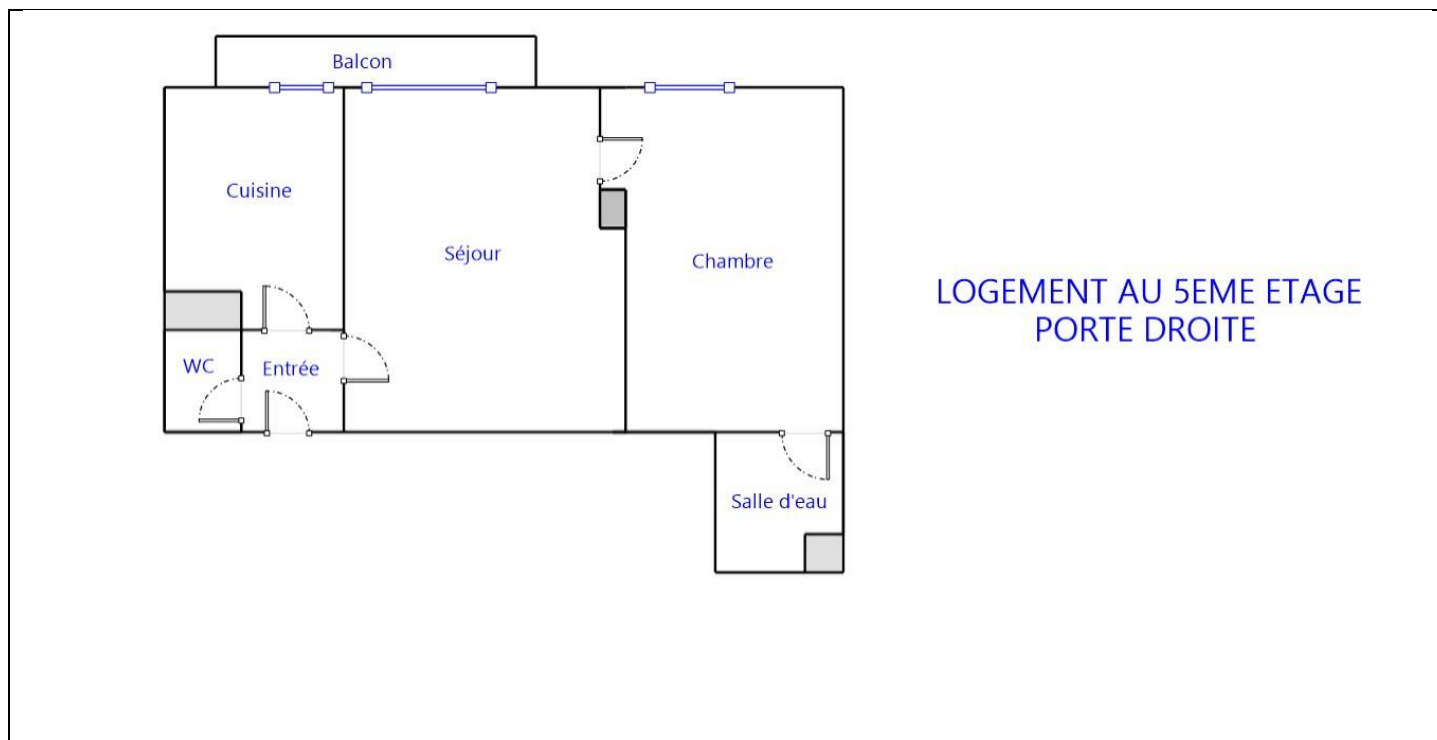 Balcon
Cuisine
Séjour
Chambre
LOGEMENT AU 5EME ETAGE
PORTE DROITE
WC
Entrée
Salle d'eau